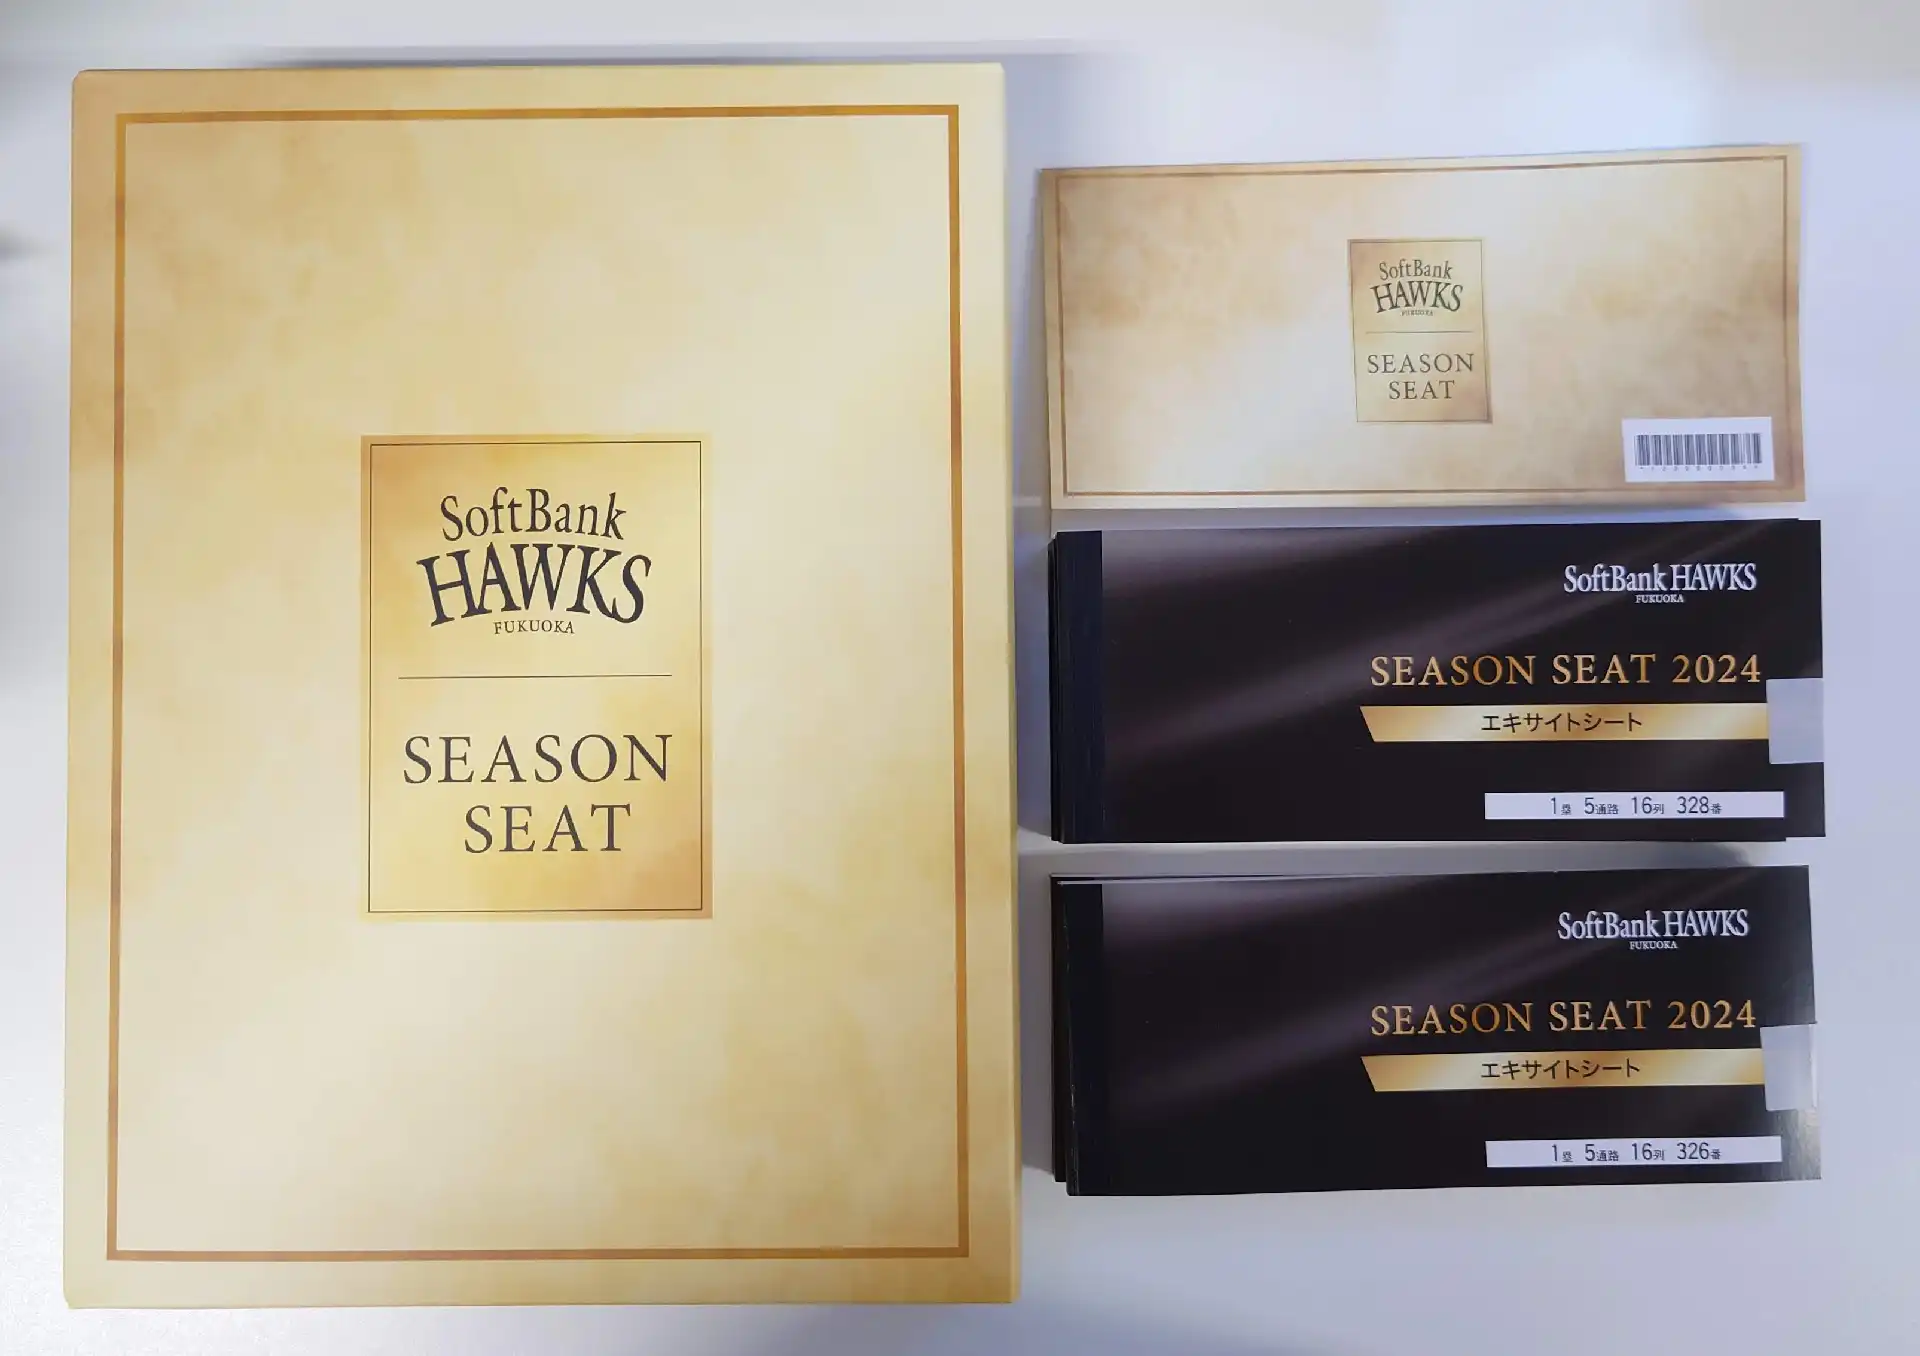 SoftBank
HAWKS
FUKUOKA
SEASON
SEAT
SoftBank
HAWKS
FUKUOKA
SEASON
SEAT
SoftBank HAWKS
FUKUOKA
SEASON SEAT 2024
エキサイトシート
1塁 5通路 16列 328番
SoftBank HAWKS
FUKUOKA
SEASON SEAT 2024
エキサイトシート
1塁 5通路 16列 326番